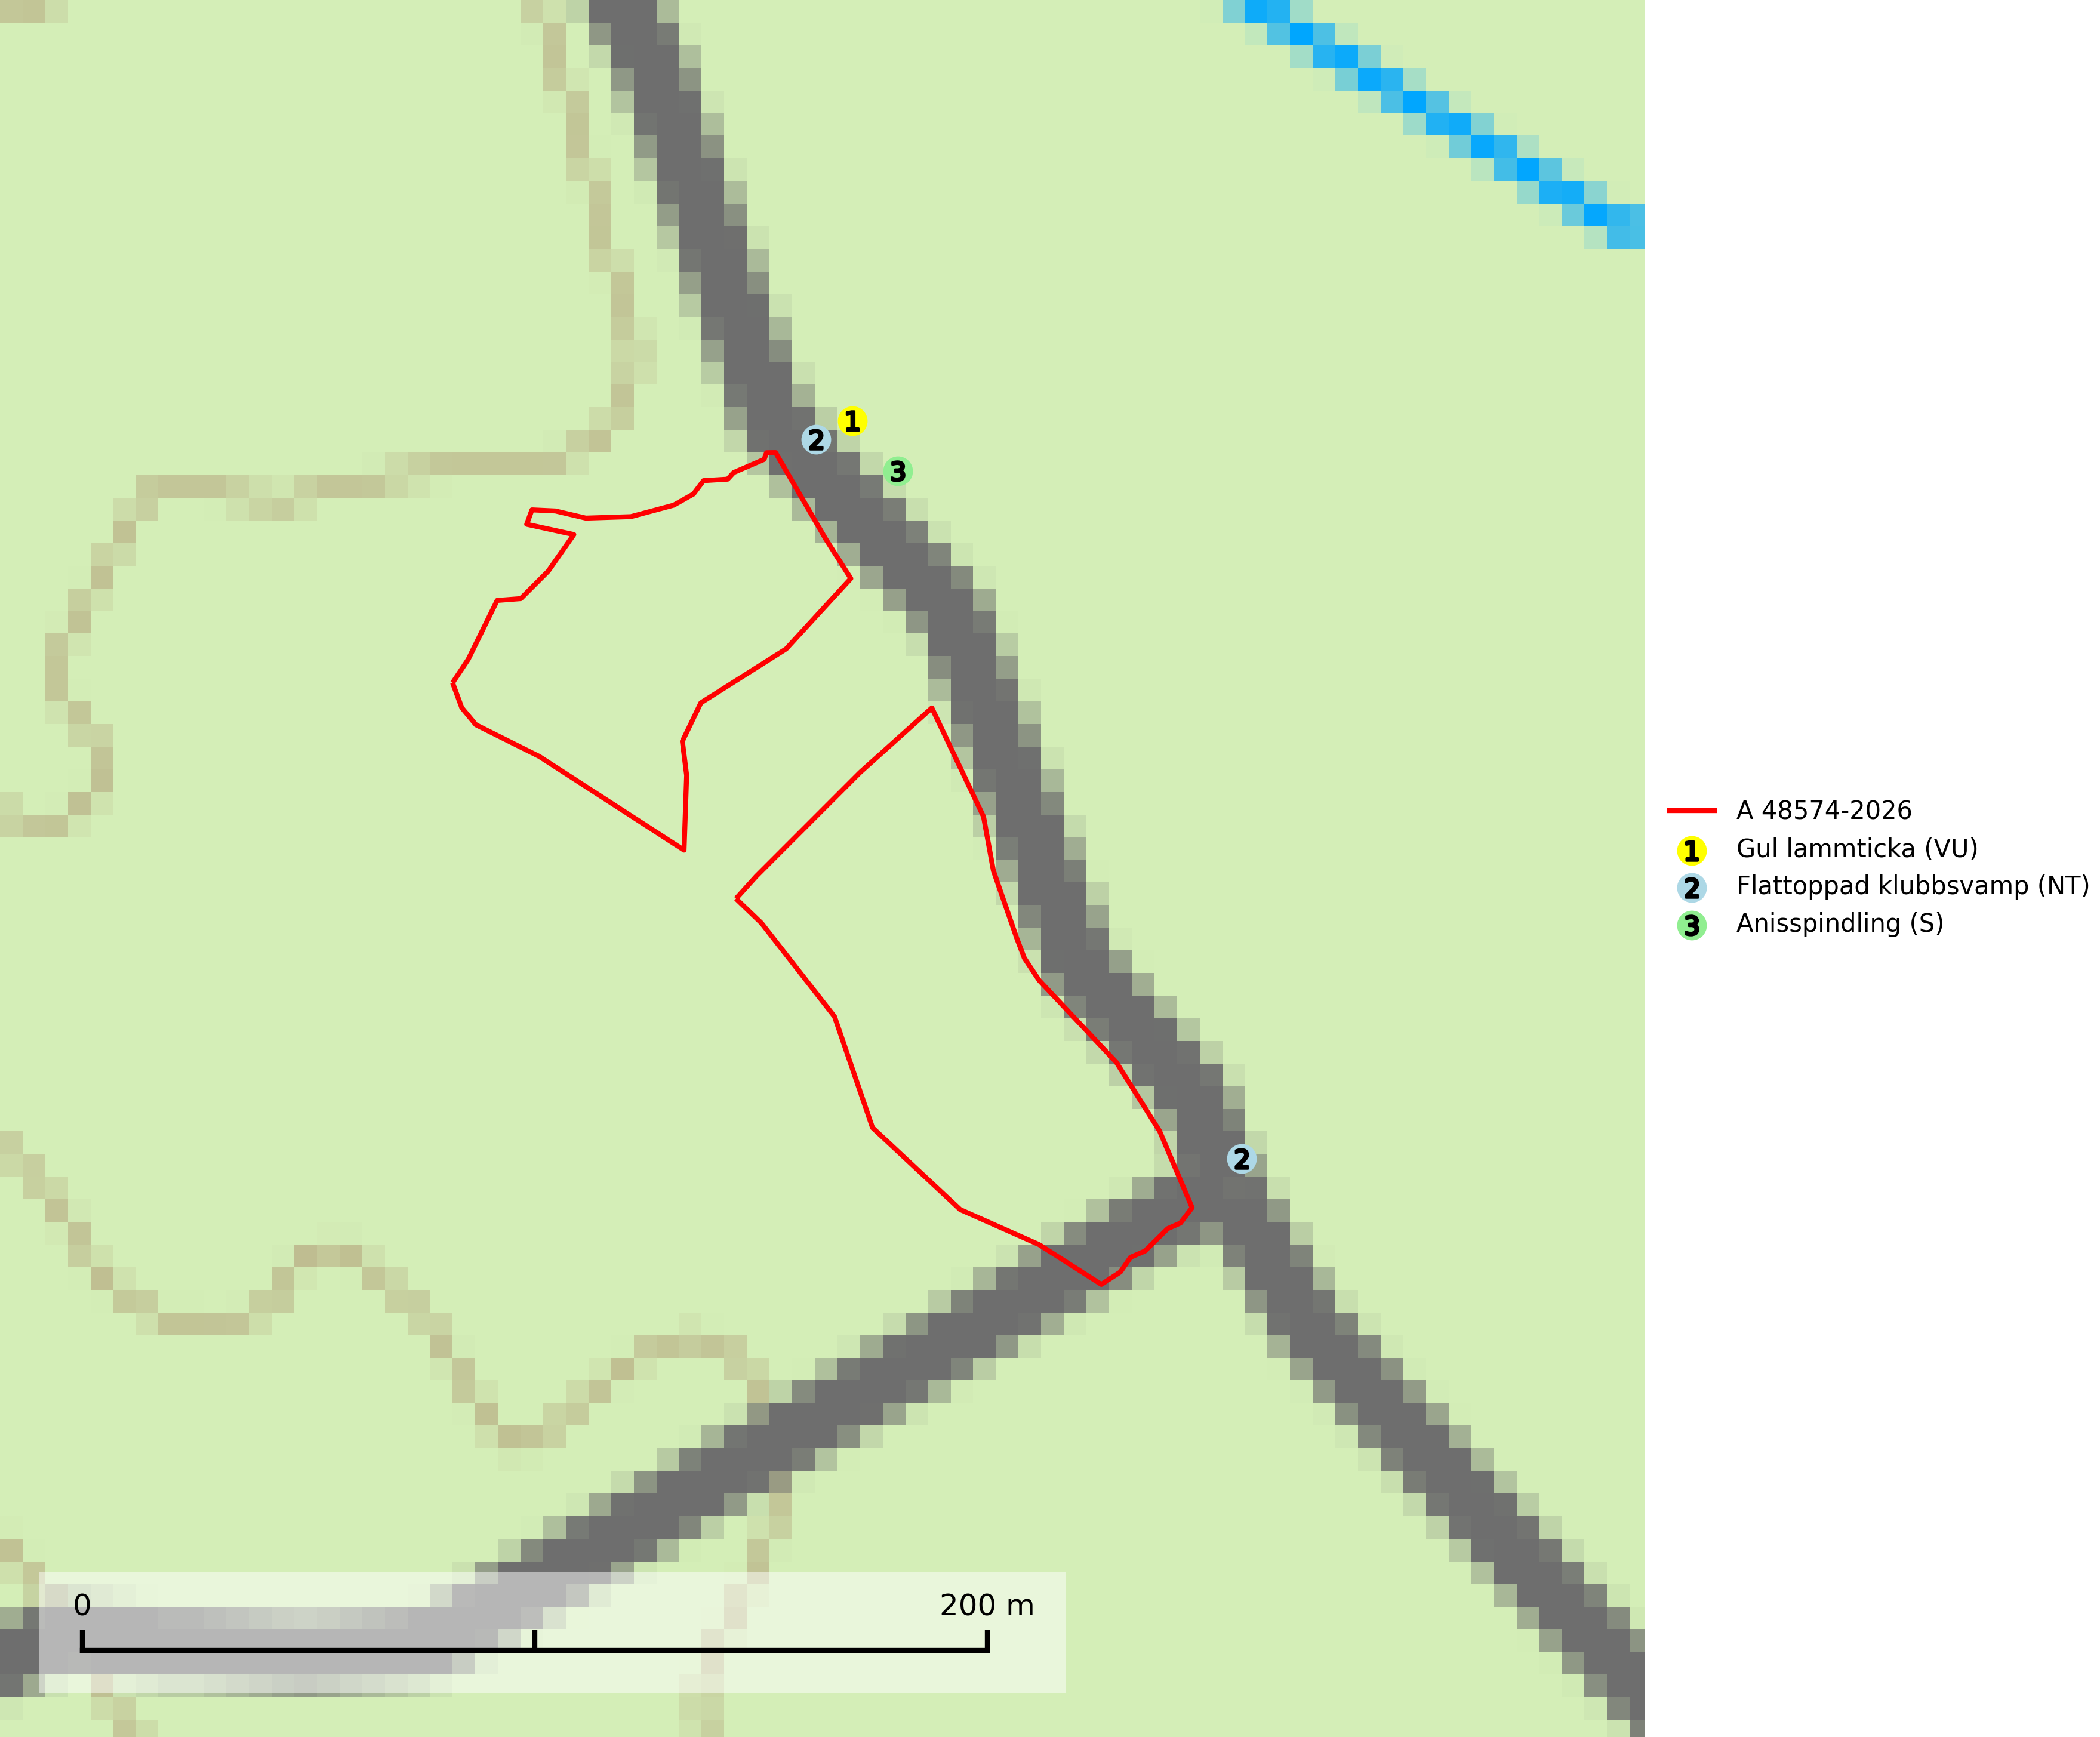 1
2
3
2
A 48574-2026
1 Gul lammticka (VU)
2 Flattoppad klubbsvamp (NT)
3 Anisspindling (S)
0 200 m